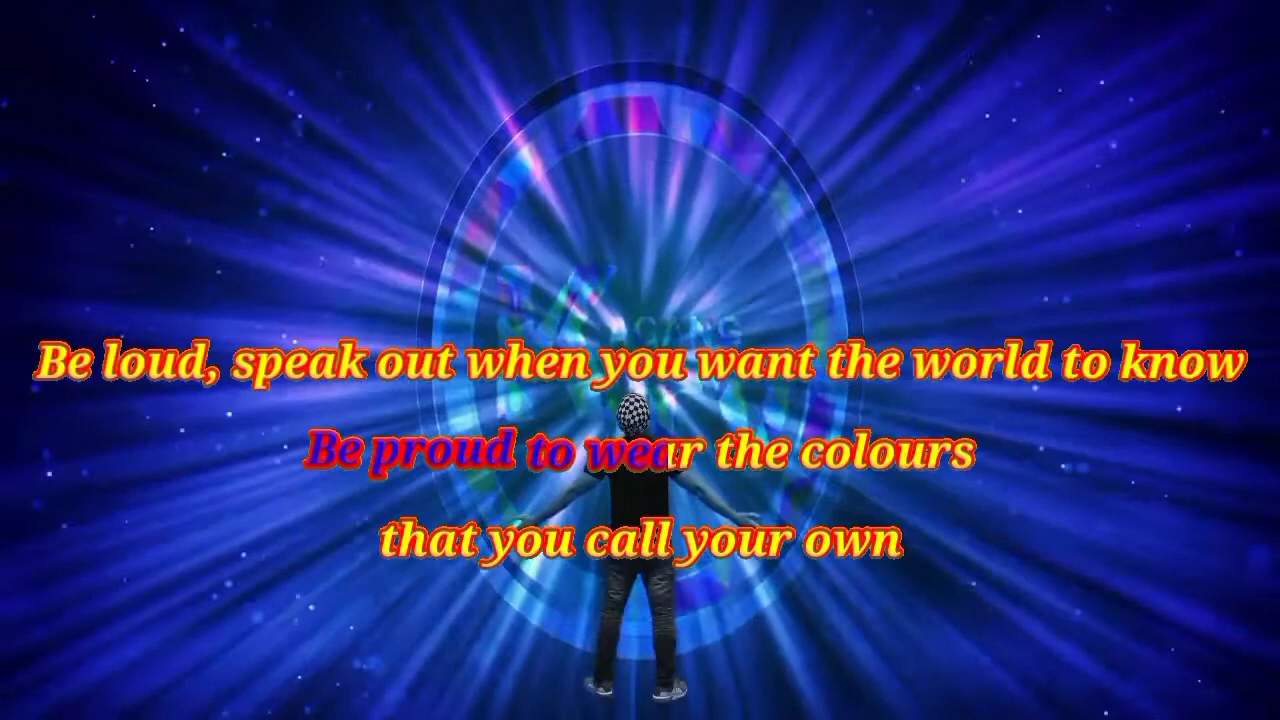 Be loud, speak out when you want the world to know
Be proud to wear the colours
that you call your own